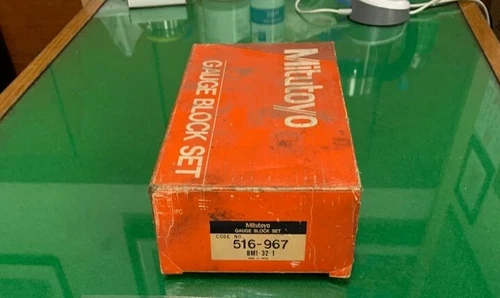 Mitutoyo
GAUGE BLOCK SET
Mitutoyo
GAUGE BLOCK SET
CODE NO.
516-967
BM1-32-1